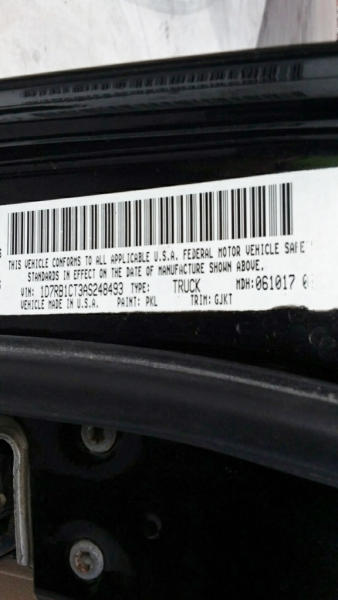 THIS VEHICLE CONFORMS TO ALL APPLICABLE U.S.A. FEDERAL MOTOR VEHICLE SAFE
STANDARDS IN EFFECT ON THE DATE OF MANUFACTURE SHOWN ABOVE.
VIN: 1D7RB1CT3AS248493 TYPE: TRUCK MDH: 061017 0
VEHICLE MADE IN U.S.A. PAINT: PKL TRIM: GJKT